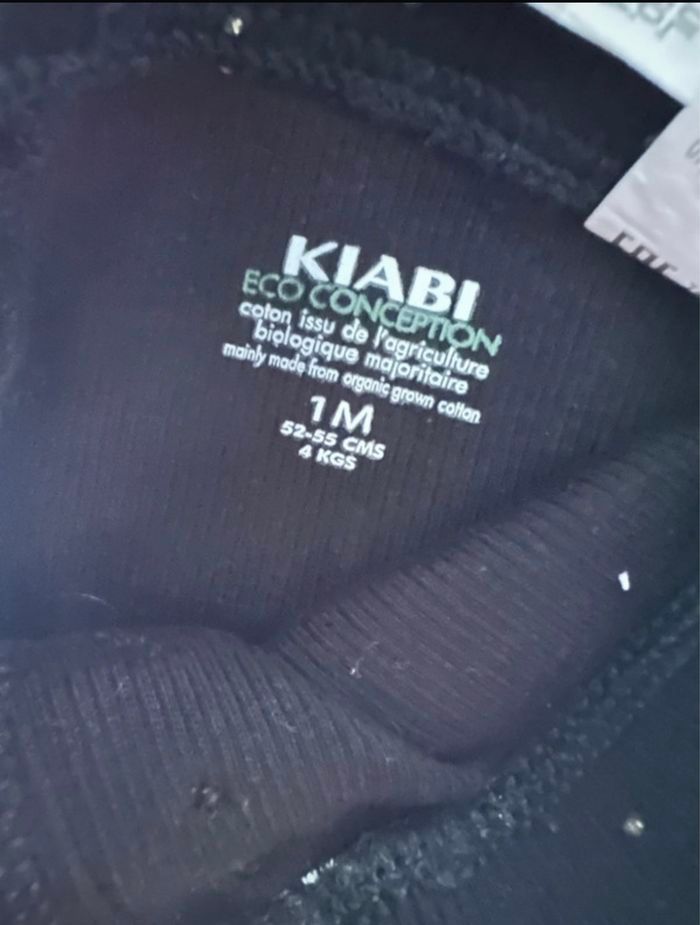 KIABI
ECO CONCEPTION
coton issu de l'agriculture
biologique majoritaire
mainly made from organic grown cotton
1M
52-55 CMS
4 KGS